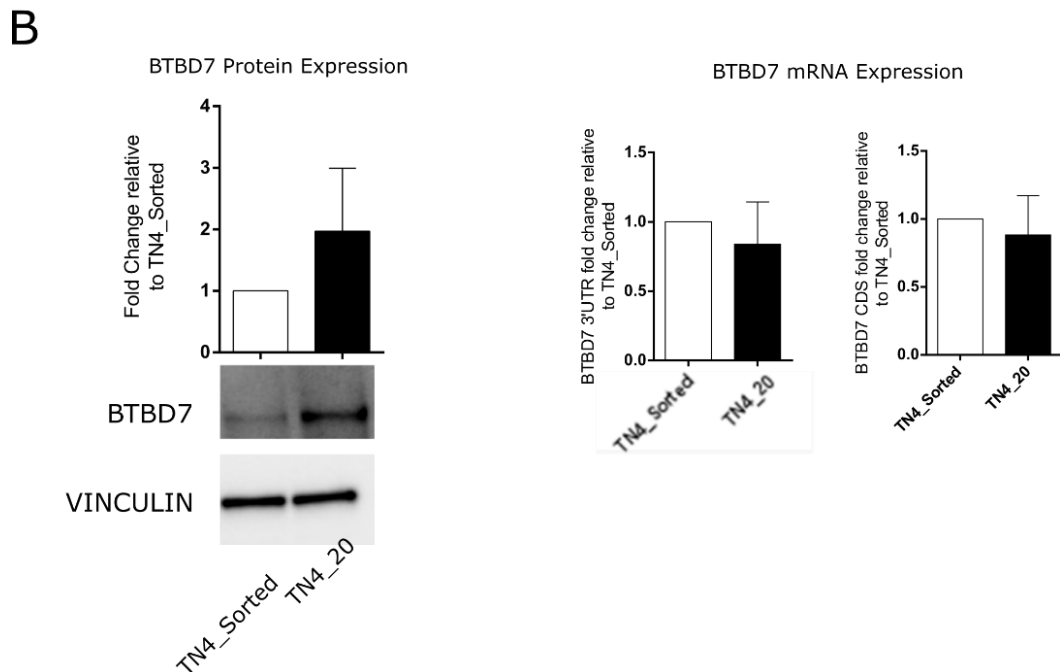 B
BTBD7 Protein Expression
Fold Change relative
to TN4_Sorted
4
3
2
1
0
BTBD7
VINCULIN
TN4_Sorted
TN4_20
BTBD7 mRNA Expression
BTBD7 3'UTR fold change relative
to TN4_Sorted
1.5
1.0
0.5
0.0
TN4_Sorted
TN4_20
BTBD7 CDS fold change relative
to TN4_Sorted
1.5
1.0
0.5
0.0
TN4_Sorted
TN4_20